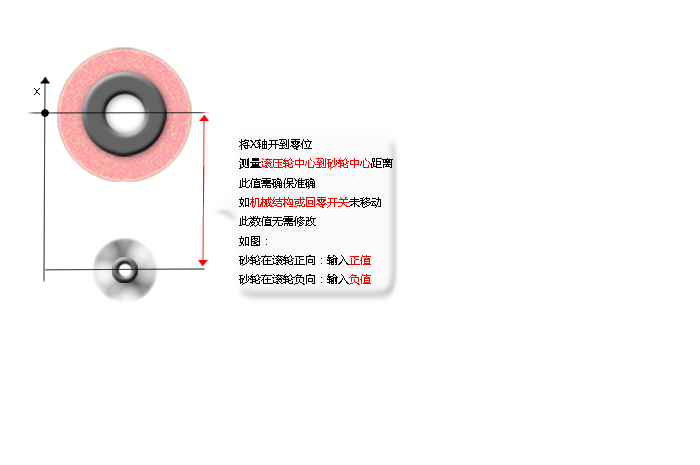 X
将X轴开到零位
测量滚压轮中心到砂轮中心距离
此值需确保准确
如机械结构或回零开关未移动
此数值无需修改
如图：
砂轮在滚轮正向：输入正值
砂轮在滚轮负向：输入负值